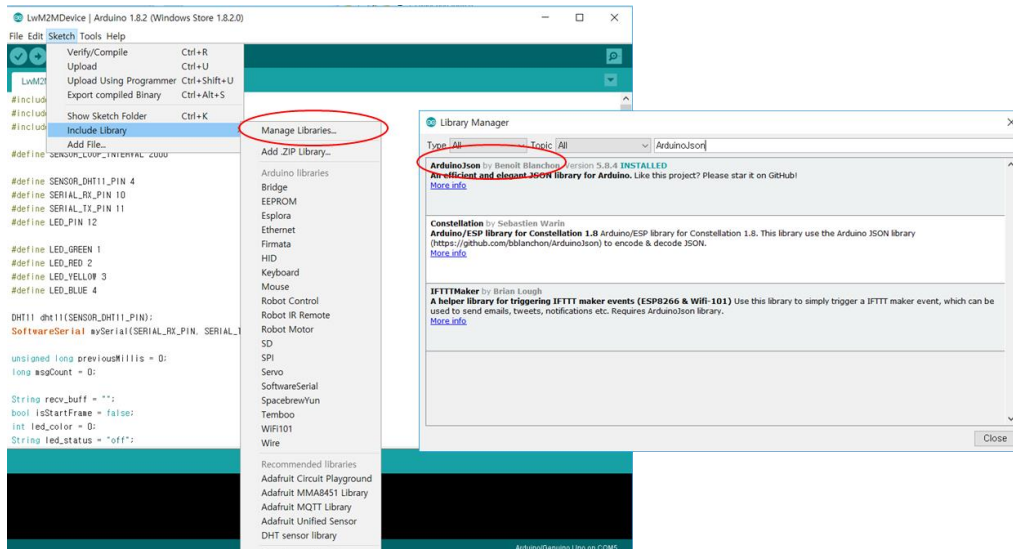 LwM2MDevice | Arduino 1.8.2 (Windows Store 1.8.2.0)
File Edit Sketch Tools Help
Verify/Compile Ctrl+R
Upload Ctrl+U
Upload Using Programmer Ctrl+Shift+U
Export compiled Binary Ctrl+Alt+S
Show Sketch Folder Ctrl+K
Include Library
Add File...
LwM2
#include
#include
#include
#define SENSOR_LOOP_INTERVAL 2000
#define SENSOR_DHT11_PIN 4
#define SERIAL_RX_PIN 10
#define SERIAL_TX_PIN 11
#define LED_PIN 12
#define LED_GREEN 1
#define LED_RED 2
#define LED_YELLOW 3
#define LED_BLUE 4
DHT11 dht11(SENSOR_DHT11_PIN);
SoftwareSerial mySerial(SERIAL_RX_PIN, SERIAL_
unsigned long previousMillis = 0;
long msgCount = 0;
String recv_buff = "";
bool isStartFrame = false;
int led_color = 0;
String led_status = "off";
Manage Libraries...
Add .ZIP Library...
Arduino libraries
Bridge
EEPROM
Esplora
Ethernet
Firmata
HID
Keyboard
Mouse
Robot Control
Robot IR Remote
Robot Motor
SD
SPI
Servo
SoftwareSerial
SpacebrewYun
Temboo
WiFi101
Wire
Recommended libraries
Adafruit Circuit Playground
Adafruit MMA8451 Library
Adafruit MQTT Library
Adafruit Unified Sensor
DHT sensor library
Arduino/Genuino Uno on COM5
Library Manager
Type All Topic All ArduinoJson
ArduinoJson by Benoit Blanchon Version 5.8.4 INSTALLED
An efficient and elegant JSON library for Arduino. Like this project? Please star it on GitHub!
More info
Constellation by Sebastien Warin
Arduino/ESP library for Constellation 1.8 Arduino/ESP library for Constellation 1.8. This library use the Arduino JSON library
(https://github.com/bblanchon/ArduinoJson) to encode & decode JSON.
More info
IFTTTMaker by Brian Lough
A helper library for triggering IFTTT maker events (ESP8266 & Wifi-101) Use this library to simply trigger a IFTTT maker event, which can be
used to send emails, tweets, notifications etc. Requires ArduinoJson library.
More info
Close